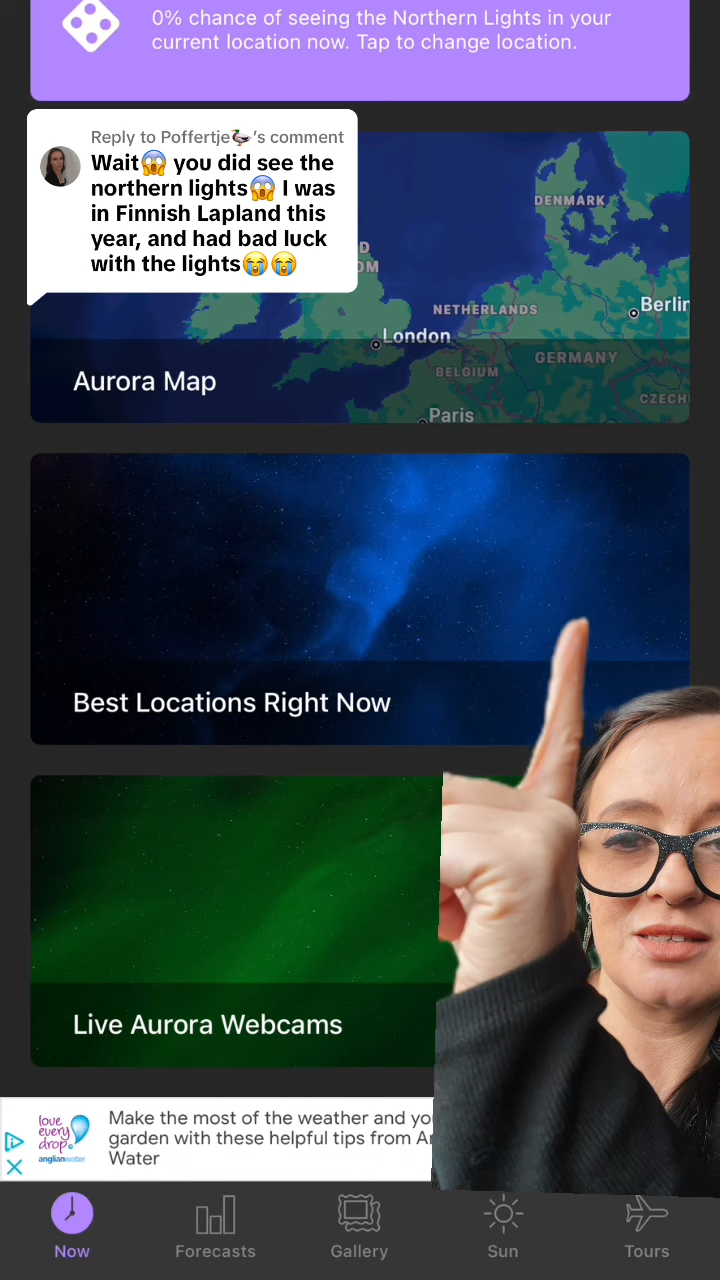 0% chance of seeing the Northern Lights in your
current location now. Tap to change location.
Reply to Poffertje🦆's comment
Wait😱 you did see the
northern lights😱 I was
in Finnish Lapland this
year, and had bad luck
with the lights😭😭
DENMARK
D
OM
NETHERLANDS
Berlin
London
GERMANY
BELGIUM
CZECH
Paris
Aurora Map
Best Locations Right Now
Live Aurora Webcams
love
every
drop
anglianwater
Make the most of the weather and yo
garden with these helpful tips from A
Water
Now
Forecasts
Gallery
Sun
Tours